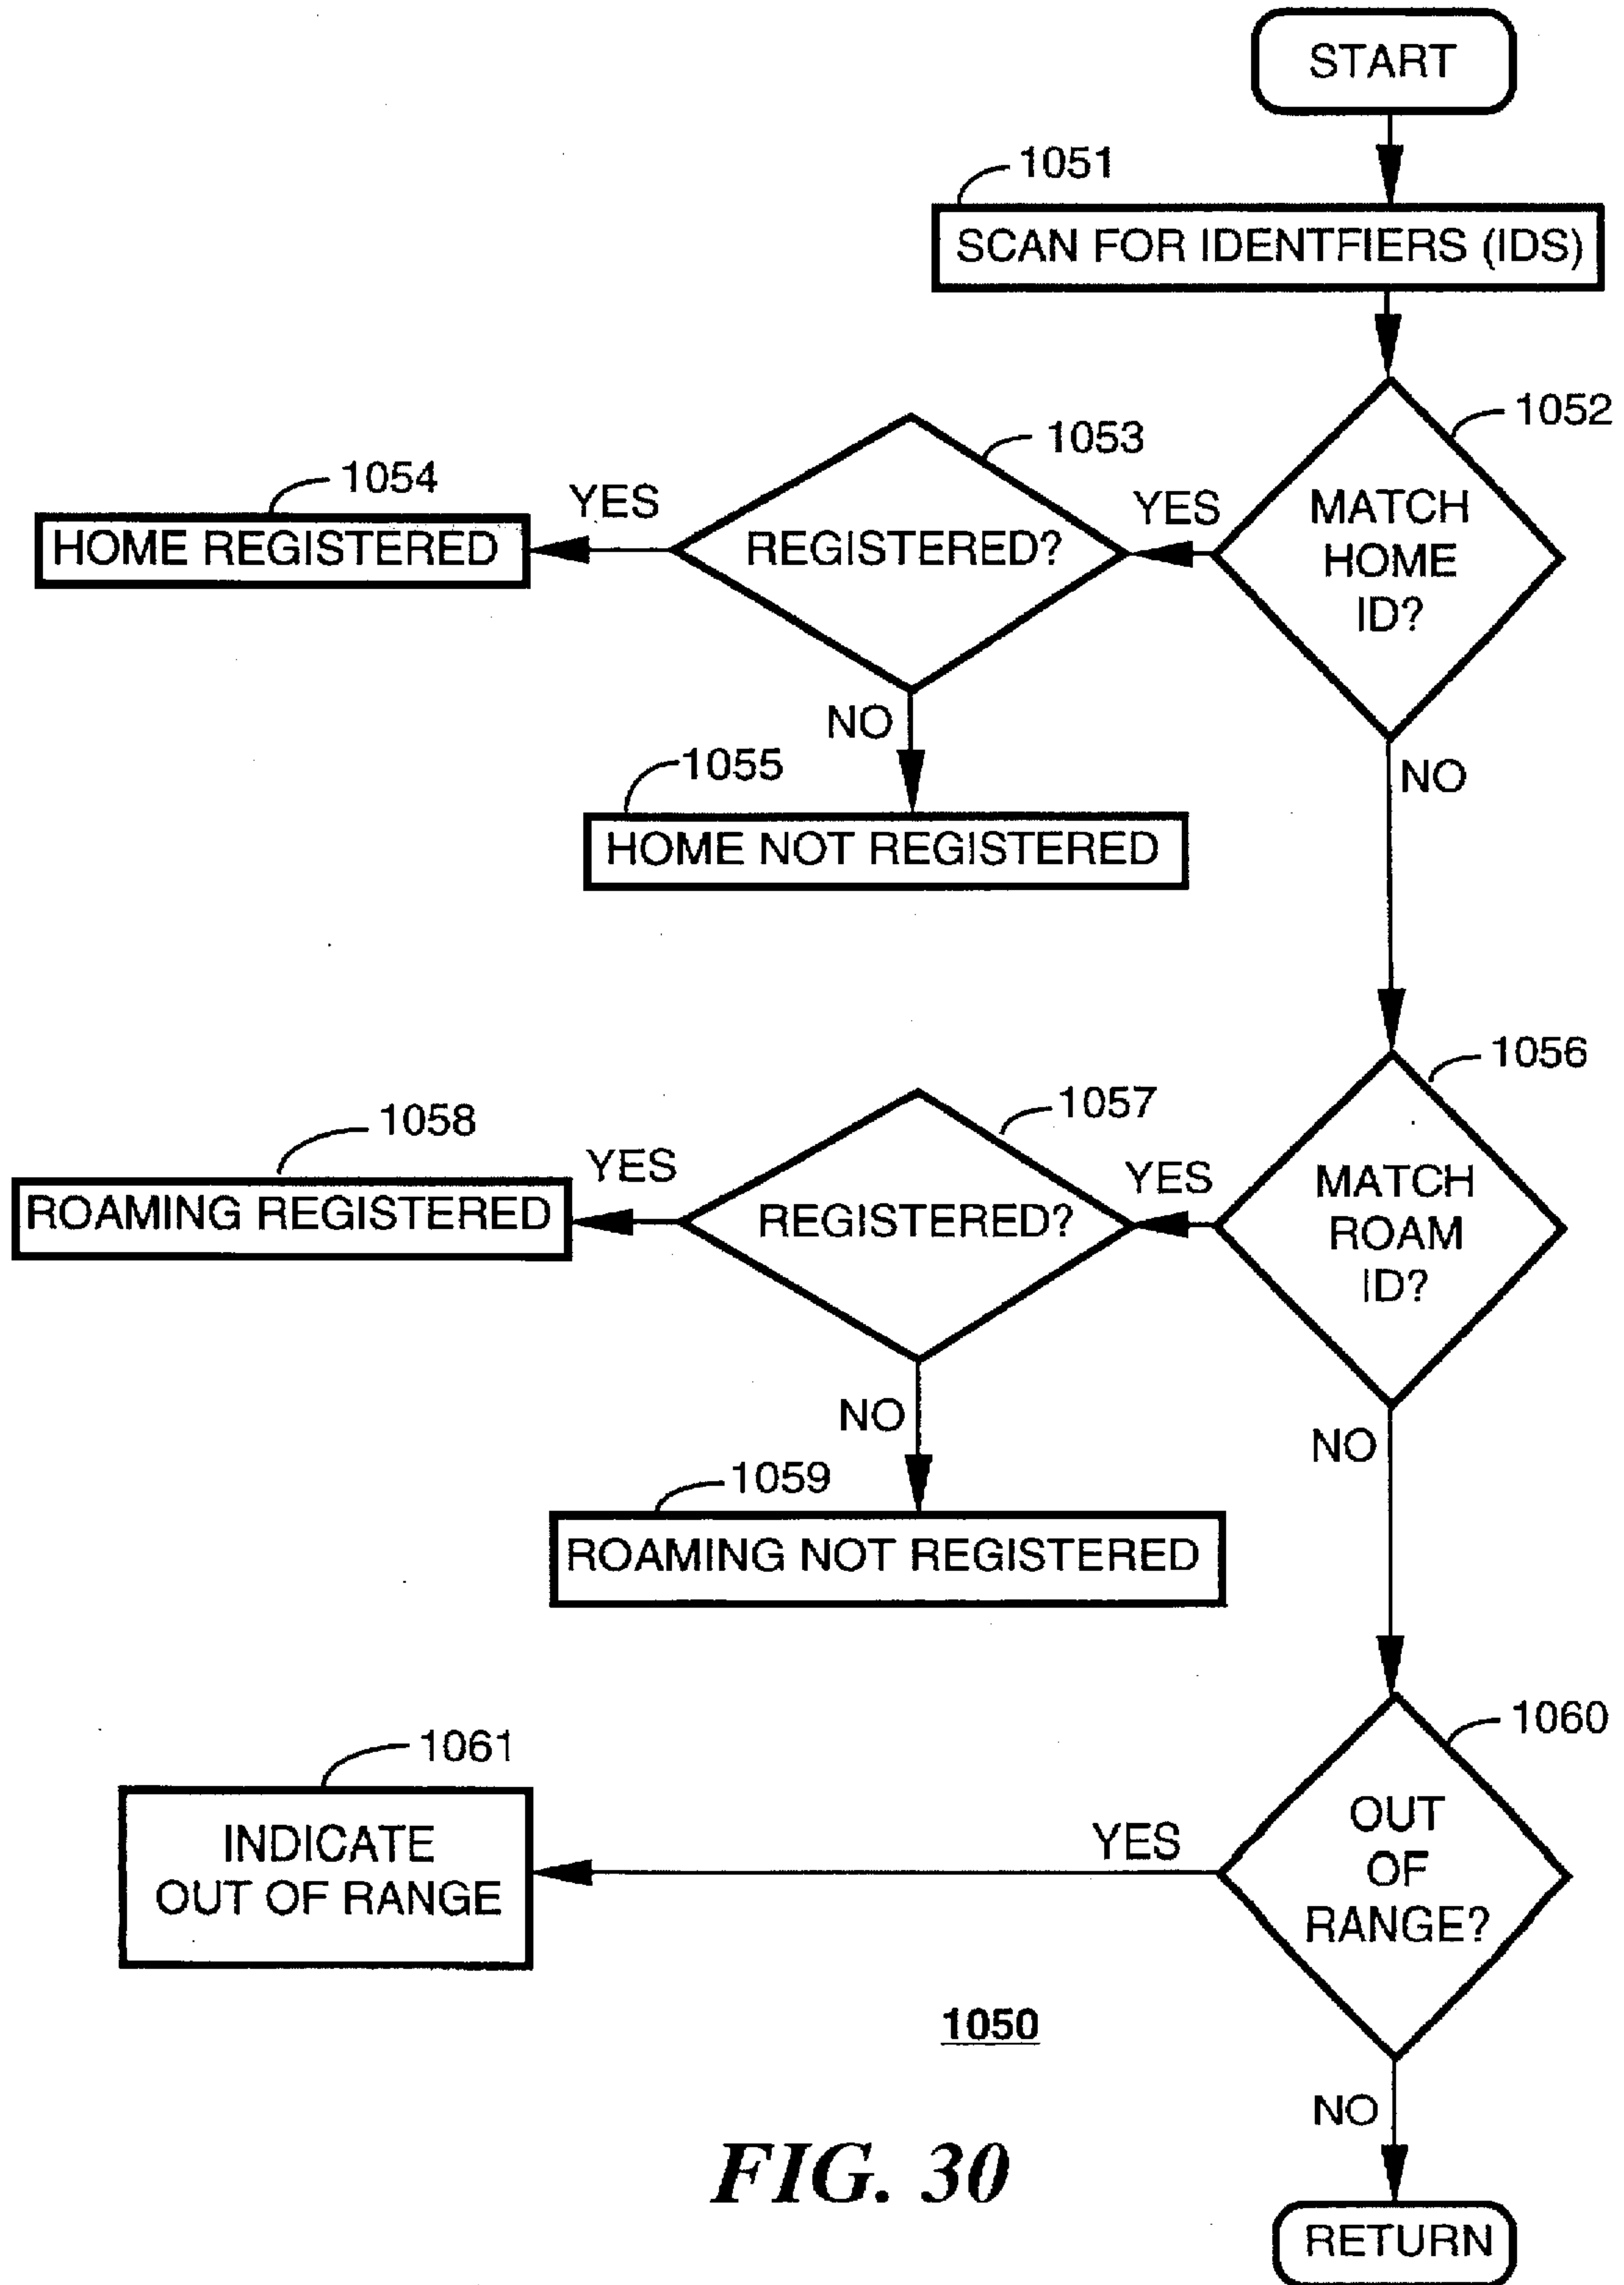 START
1051
SCAN FOR IDENTFIERS (IDS)
1052
MATCH
HOME
ID?
YES
NO
1053
REGISTERED?
YES
NO
1054
HOME REGISTERED
1055
HOME NOT REGISTERED
1056
MATCH
ROAM
ID?
YES
NO
1057
REGISTERED?
YES
NO
1058
ROAMING REGISTERED
1059
ROAMING NOT REGISTERED
1060
OUT
OF
RANGE?
YES
NO
1061
INDICATE
OUT OF RANGE
1050
RETURN
FIG. 30